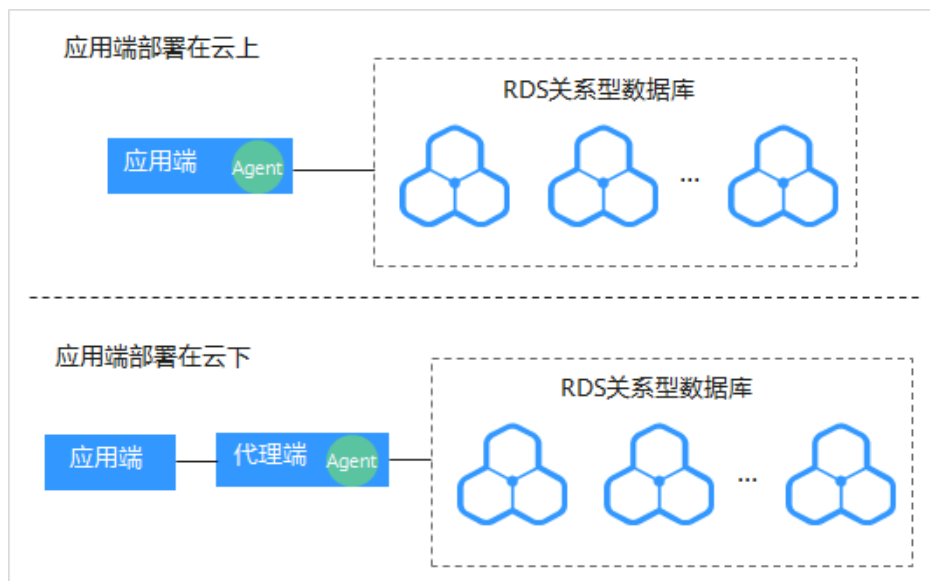 应用端部署在云上
RDS关系型数据库
应用端
Agent
...
应用端部署在云下
RDS关系型数据库
应用端
代理端
Agent
...